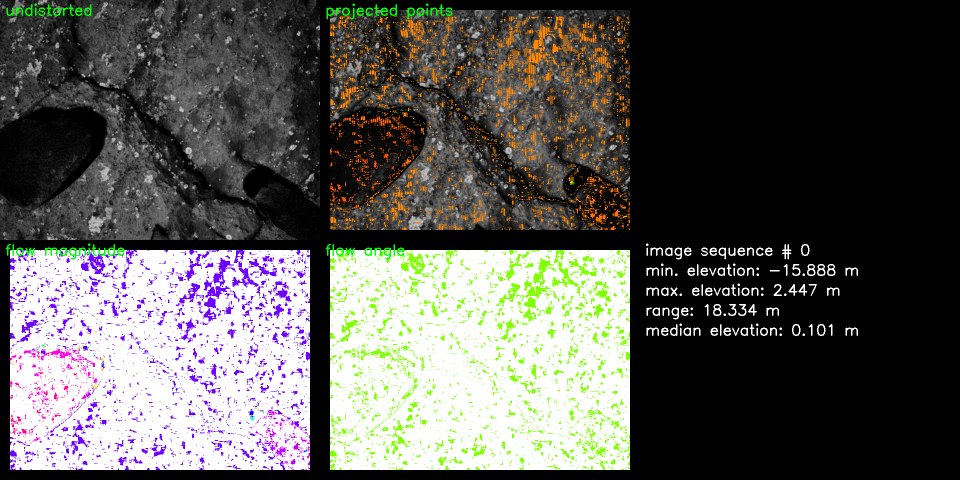 undistorted
projected points
flow magnitude
flow angle
image sequence # 0
min. elevation: -15.888 m
max. elevation: 2.447 m
range: 18.334 m
median elevation: 0.101 m